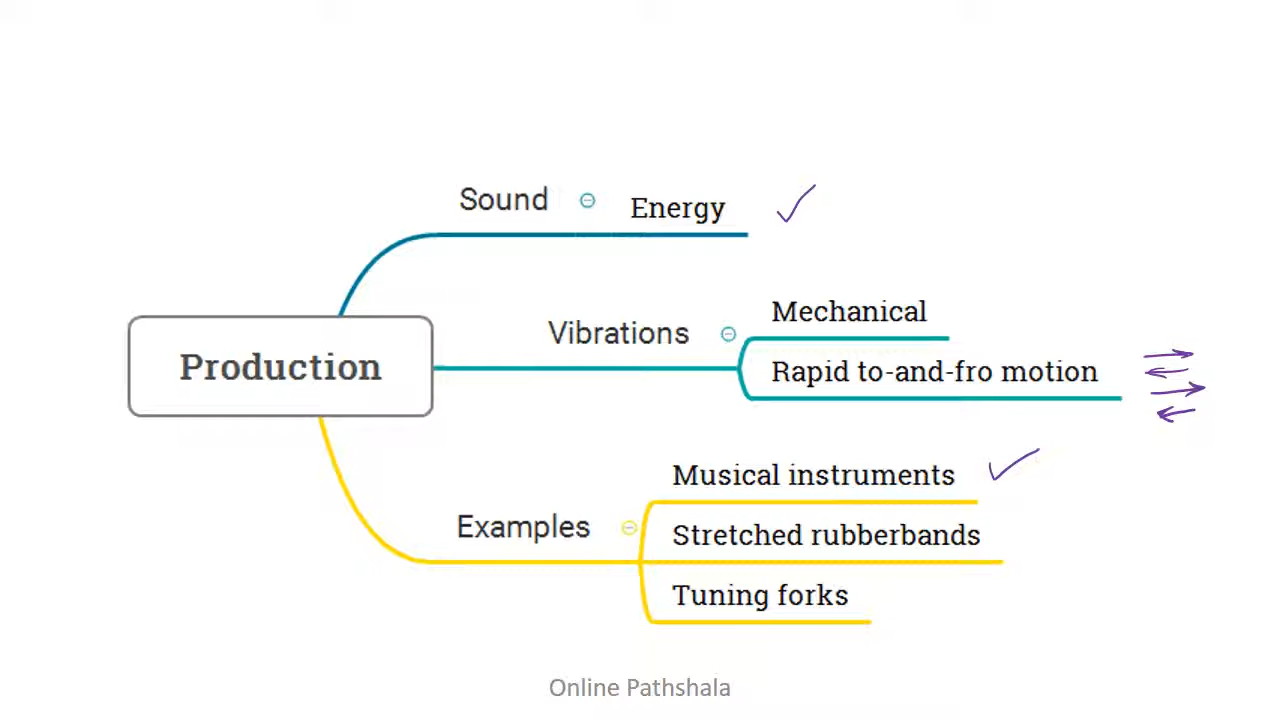 Sound
Energy
Mechanical
Vibrations
Production
Rapid to-and-fro motion
Musical instruments
Examples
Stretched rubberbands
Tuning forks
Online Pathshala